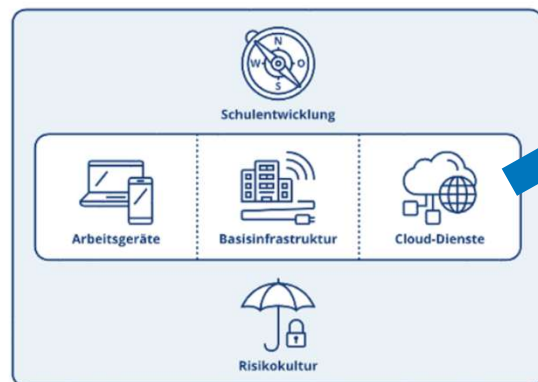 N
W O
S
Schulentwicklung
Arbeitsgeräte Basisinfrastruktur Cloud-Dienste
Risikokultur